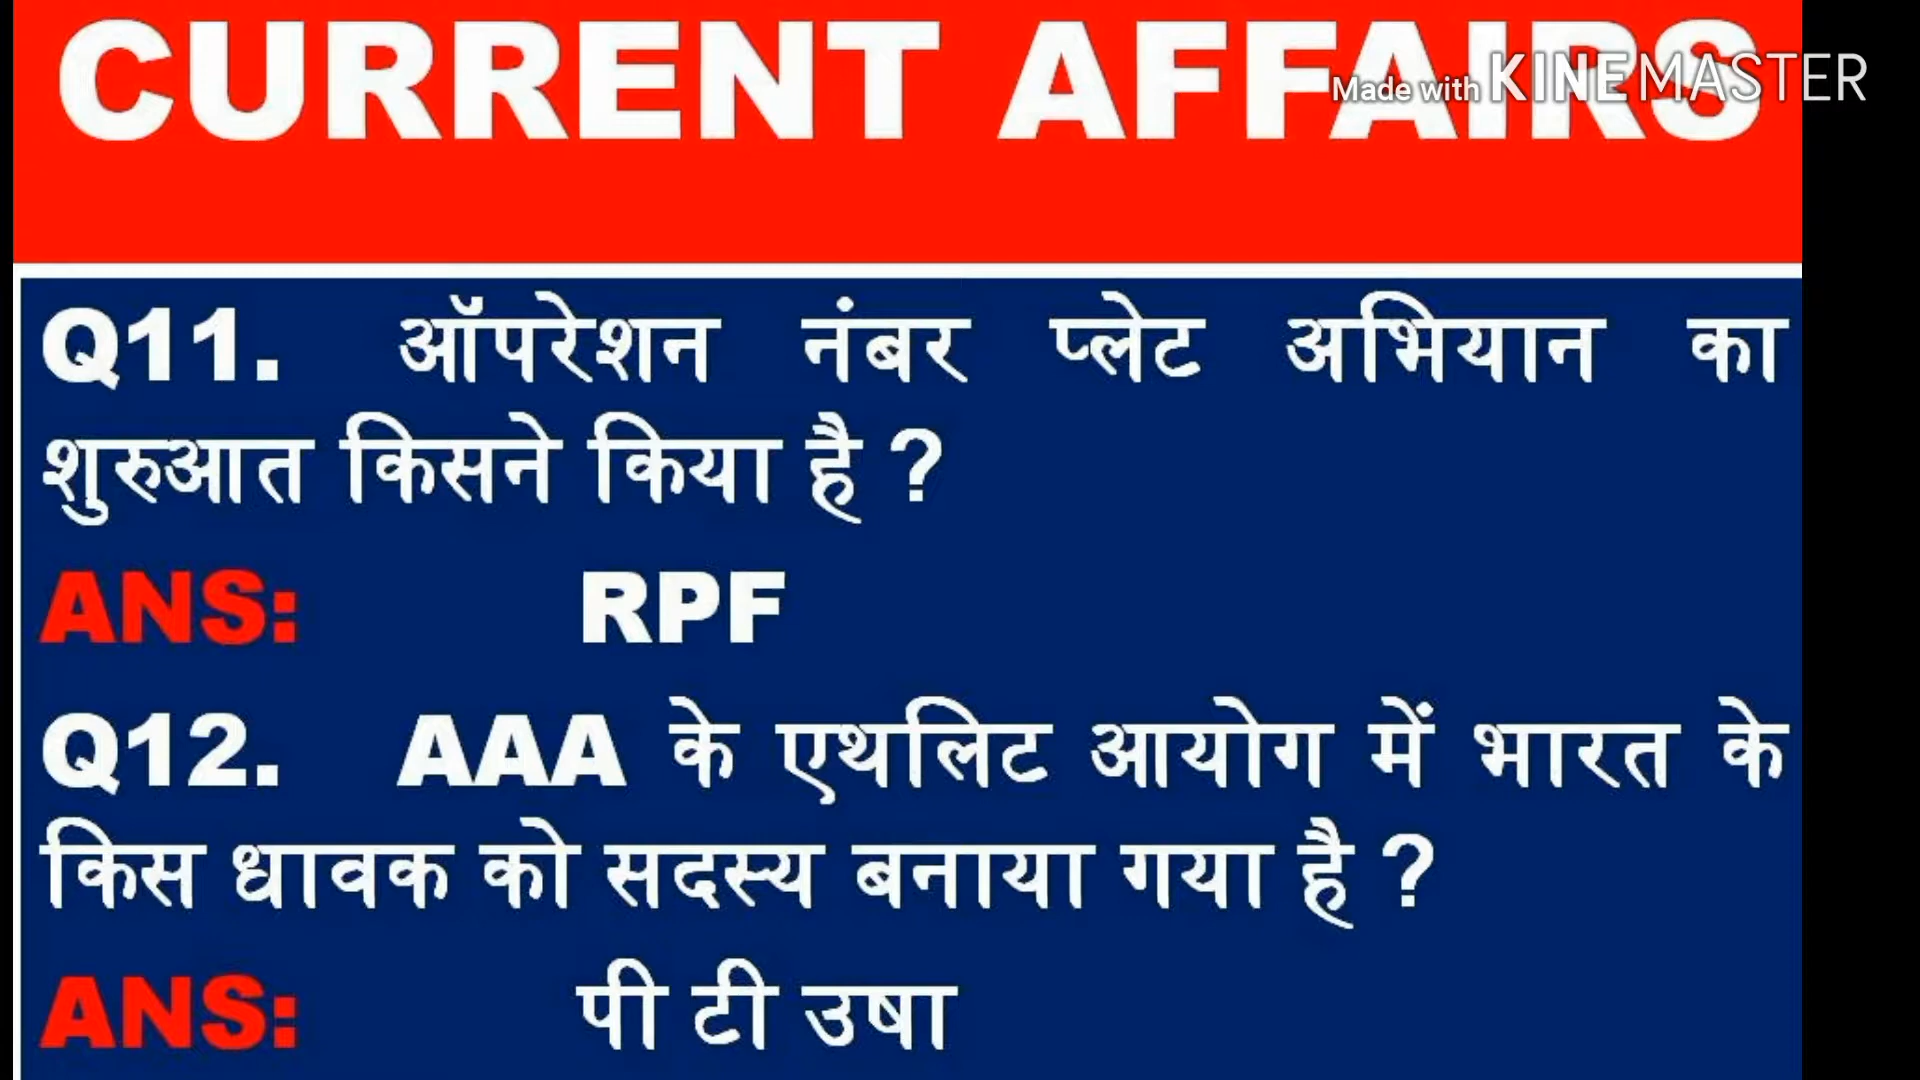 CURRENT AFFAIRS
Made with KINEMASTER
Q11. ऑपरेशन नंबर प्लेट अभियान का
शुरुआत किसने किया है ?
ANS: RPF
Q12. AAA के एथलिट आयोग में भारत के
किस धावक को सदस्य बनाया गया है ?
ANS: पी टी उषा